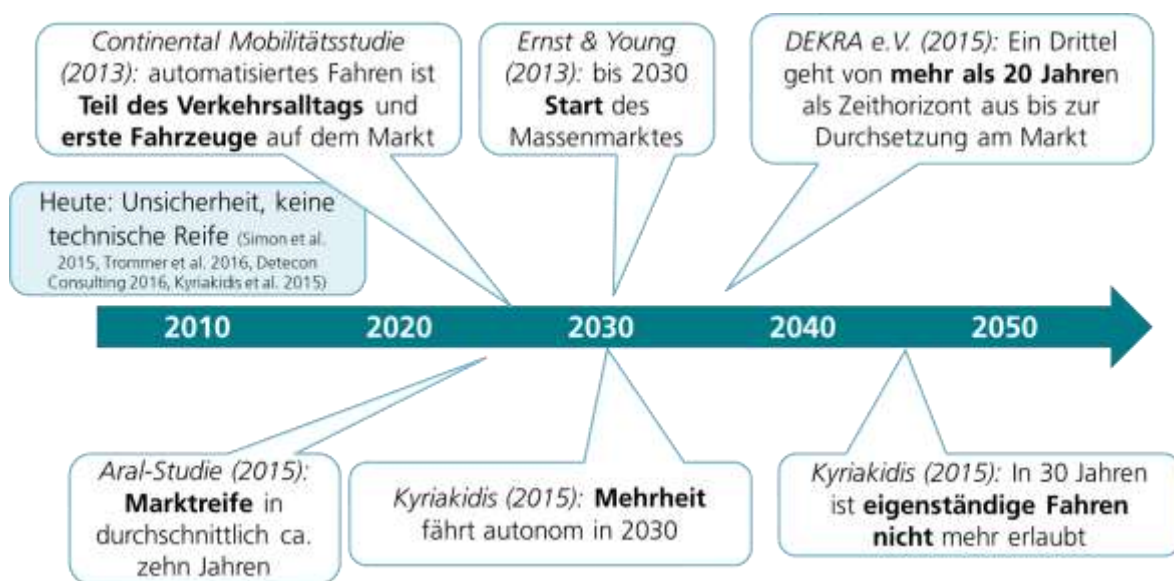 Continental Mobilitätsstudie
(2013): automatisiertes Fahren ist
Teil des Verkehrsalltags und
erste Fahrzeuge auf dem Markt
Ernst & Young
(2013): bis 2030
Start des
Massenmarktes
DEKRA e.V. (2015): Ein Drittel
geht von mehr als 20 Jahren
als Zeithorizont aus bis zur
Durchsetzung am Markt
Heute: Unsicherheit, keine
technische Reife (Simon et al.
2015, Trommer et al. 2016, Detecon
Consulting 2016, Kyriakidis et al. 2015)
2010
2020
2030
2040
2050
Aral-Studie (2015):
Marktreife in
durchschnittlich ca.
zehn Jahren
Kyriakidis (2015): Mehrheit
fährt autonom in 2030
Kyriakidis (2015): In 30 Jahren
ist eigenständige Fahren
nicht mehr erlaubt